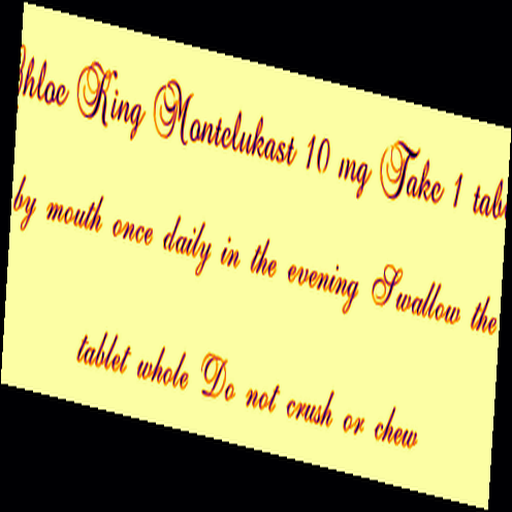 Chloe King Montelukast 10 mg Take 1 tab
by mouth once daily in the evening Swallow the
tablet whole Do not crush or chew